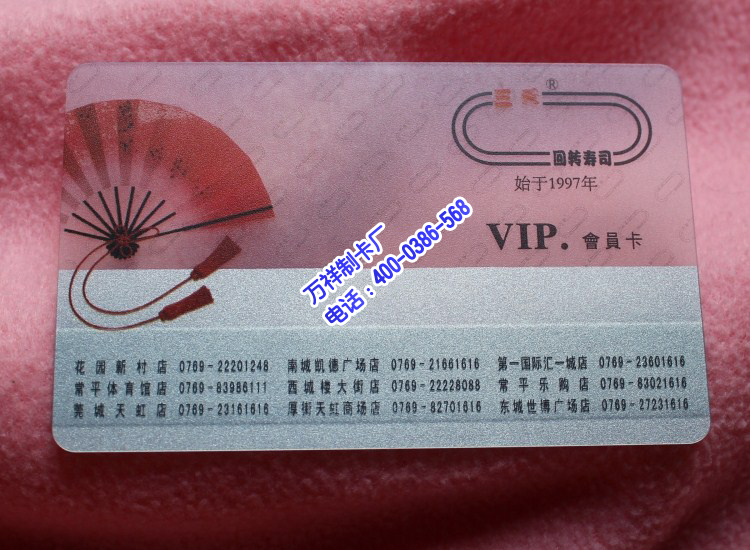 ®
回转寿司
始于1997年
VIP. 會員卡
万祥制卡厂
电话：400-0386-568
花园新村店 0769-22201248 南城凯德广场店 0769-21661616 第一国际汇一城店 0769-23601616
常平体育馆店 0769-83986111 西城楼大街店 0769-22228088 常平乐购店 0769-83021616
莞城天虹店 0769-23161616 厚街天虹商场店 0769-82701616 东城世博广场店 0769-27231616